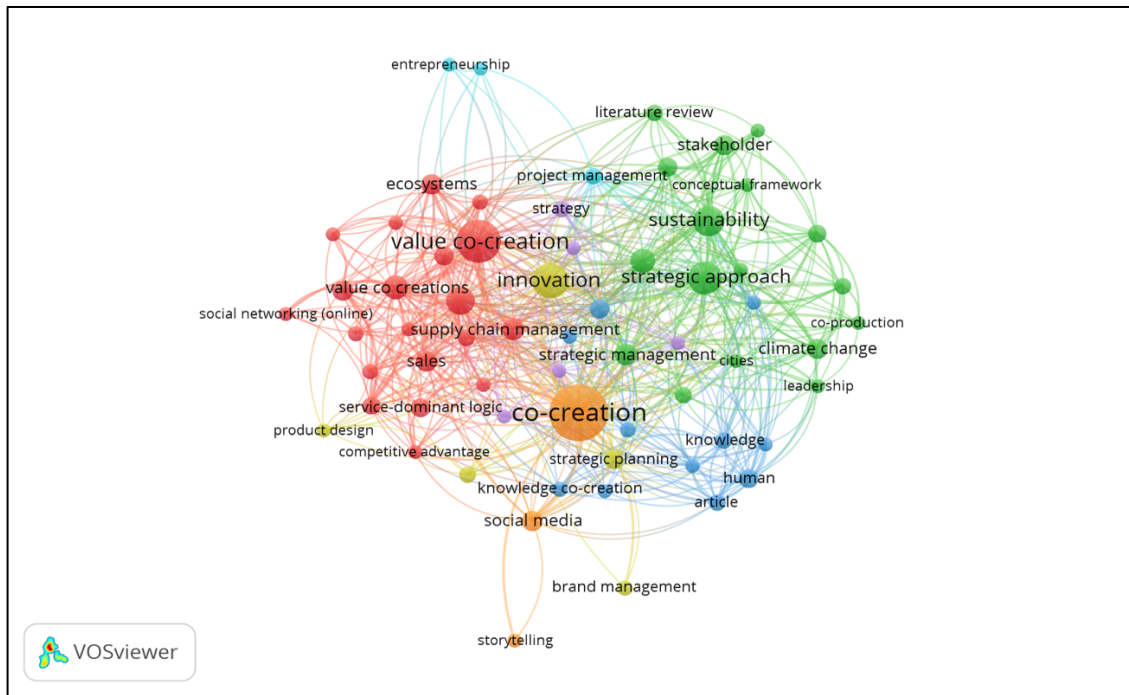 entrepreneurship
literature review
stakeholder
project management
conceptual framework
ecosystems
strategy
sustainability
value co-creation
innovation
strategic approach
value co creations
social networking (online)
co-production
supply chain management
climate change
strategic management
cities
sales
leadership
service-dominant logic
co-creation
product design
knowledge
competitive advantage
strategic planning
human
knowledge co-creation
article
social media
brand management
storytelling
VOSviewer